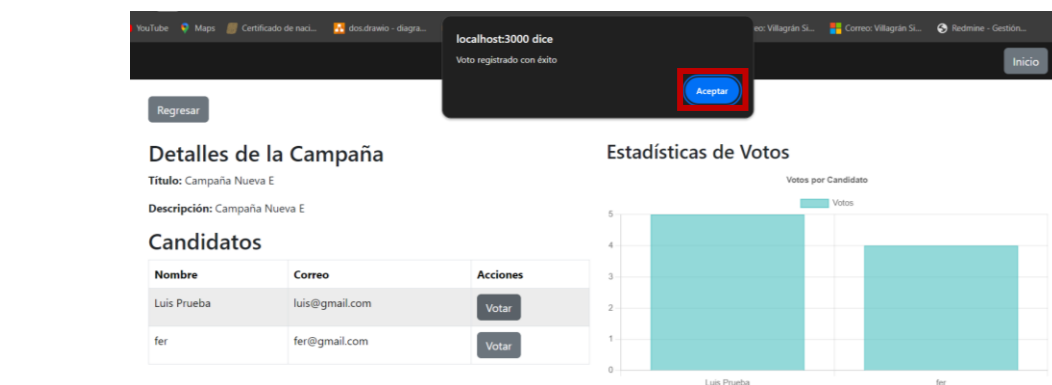 YouTube Maps Certificado de naci... dos.drawio - diagra... eo: Villagrán Si... Correo: Villagrán Si... Redmine - Gestión...
localhost:3000 dice
Voto registrado con éxito
Aceptar
Inicio
Regresar
Detalles de la Campaña
Título: Campaña Nueva E
Descripción: Campaña Nueva E
Candidatos
Nombre Correo Acciones
Luis Prueba luis@gmail.com Votar
fer fer@gmail.com Votar
Estadísticas de Votos
Votos por Candidato
Votos
5
4
3
2
1
0
Luis Prueba fer